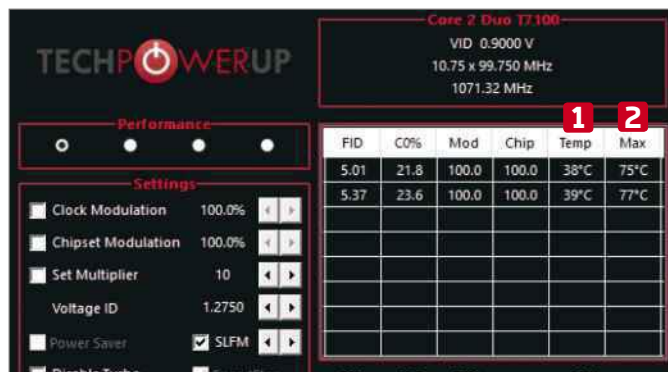 TECHPOWERUP
Core 2 Duo T7100
VID 0.9000 V
10.75 x 99.750 MHz
1071.32 MHz
Performance
1 2
FID C0% Mod Chip Temp Max
5.01 21.8 100.0 100.0 38°C 75°C
5.37 23.6 100.0 100.0 39°C 77°C
Settings
Clock Modulation 100.0%
Chipset Modulation 100.0%
Set Multiplier 10
Voltage ID 1.2750
Power Saver SLFM
Disable Turbo